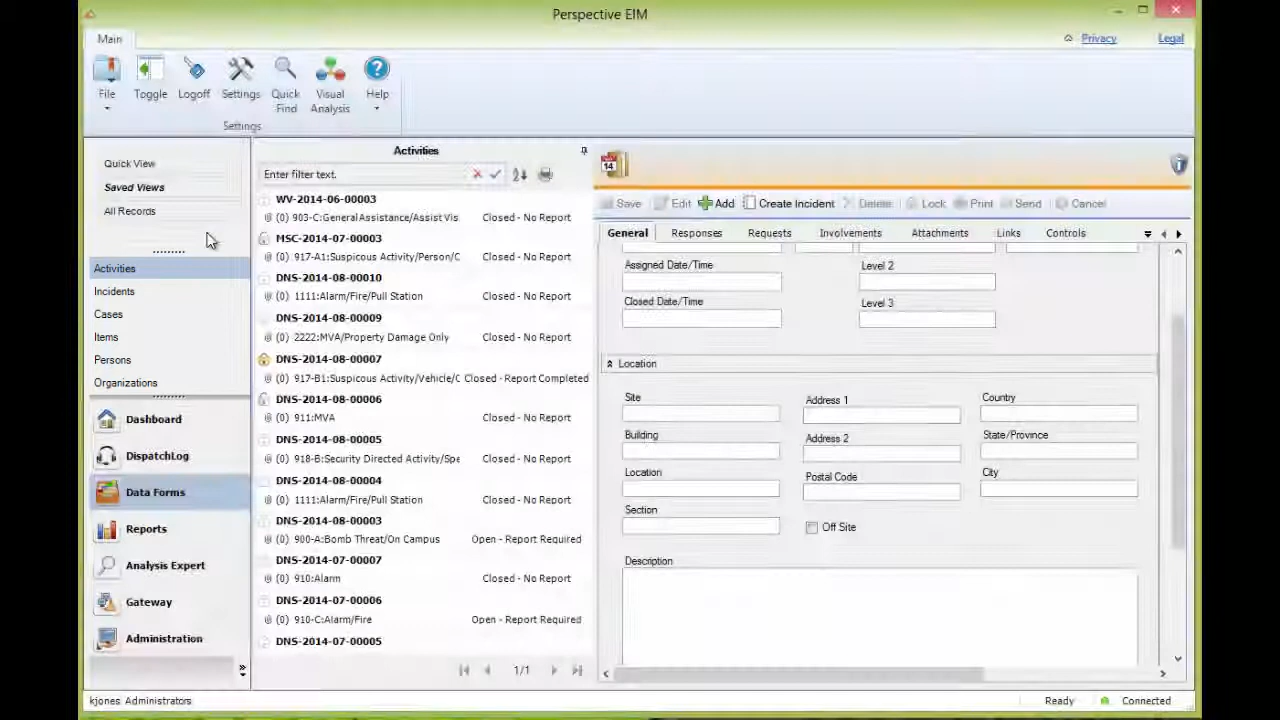 Perspective EIM
Main
Privacy
Legal
File
Toggle
Logoff
Settings
Quick Find
Visual Analysis
Help
Settings
Quick View
Saved Views
All Records
Activities
Incidents
Cases
Items
Persons
Organizations
Dashboard
DispatchLog
Data Forms
Reports
Analysis Expert
Gateway
Administration
Activities
Enter filter text.
WV-2014-06-00003
(0) 903-C:General Assistance/Assist Vis Closed - No Report
MSC-2014-07-00003
(0) 917-A1:Suspicous Activity/Person/C Closed - No Report
DNS-2014-08-00010
(0) 1111:Alarm/Fire/Pull Station Closed - No Report
DNS-2014-08-00009
(0) 2222:MVA/Property Damage Only Closed - No Report
DNS-2014-08-00007
(0) 917-B1:Suspicous Activity/Vehicle/C Closed - Report Completed
DNS-2014-08-00006
(0) 911:MVA Closed - No Report
DNS-2014-08-00005
(0) 918-B:Security Directed Activity/Spe Closed - No Report
DNS-2014-08-00004
(0) 1111:Alarm/Fire/Pull Station Closed - No Report
DNS-2014-08-00003
(0) 900-A:Bomb Threat/On Campus Open - Report Required
DNS-2014-07-00007
(0) 910:Alarm Closed - No Report
DNS-2014-07-00006
(0) 910-C:Alarm/Fire Open - Report Required
DNS-2014-07-00005
1/1
14
Save Edit Add Create Incident Delete Lock Print Send Cancel
General Responses Requests Involvements Attachments Links Controls
Assigned Date/Time Level 2
Closed Date/Time Level 3
Location
Site Address 1 Country
Building Address 2 State/Province
Location Postal Code City
Section Off Site
Description
kjones: Administrators
Ready Connected